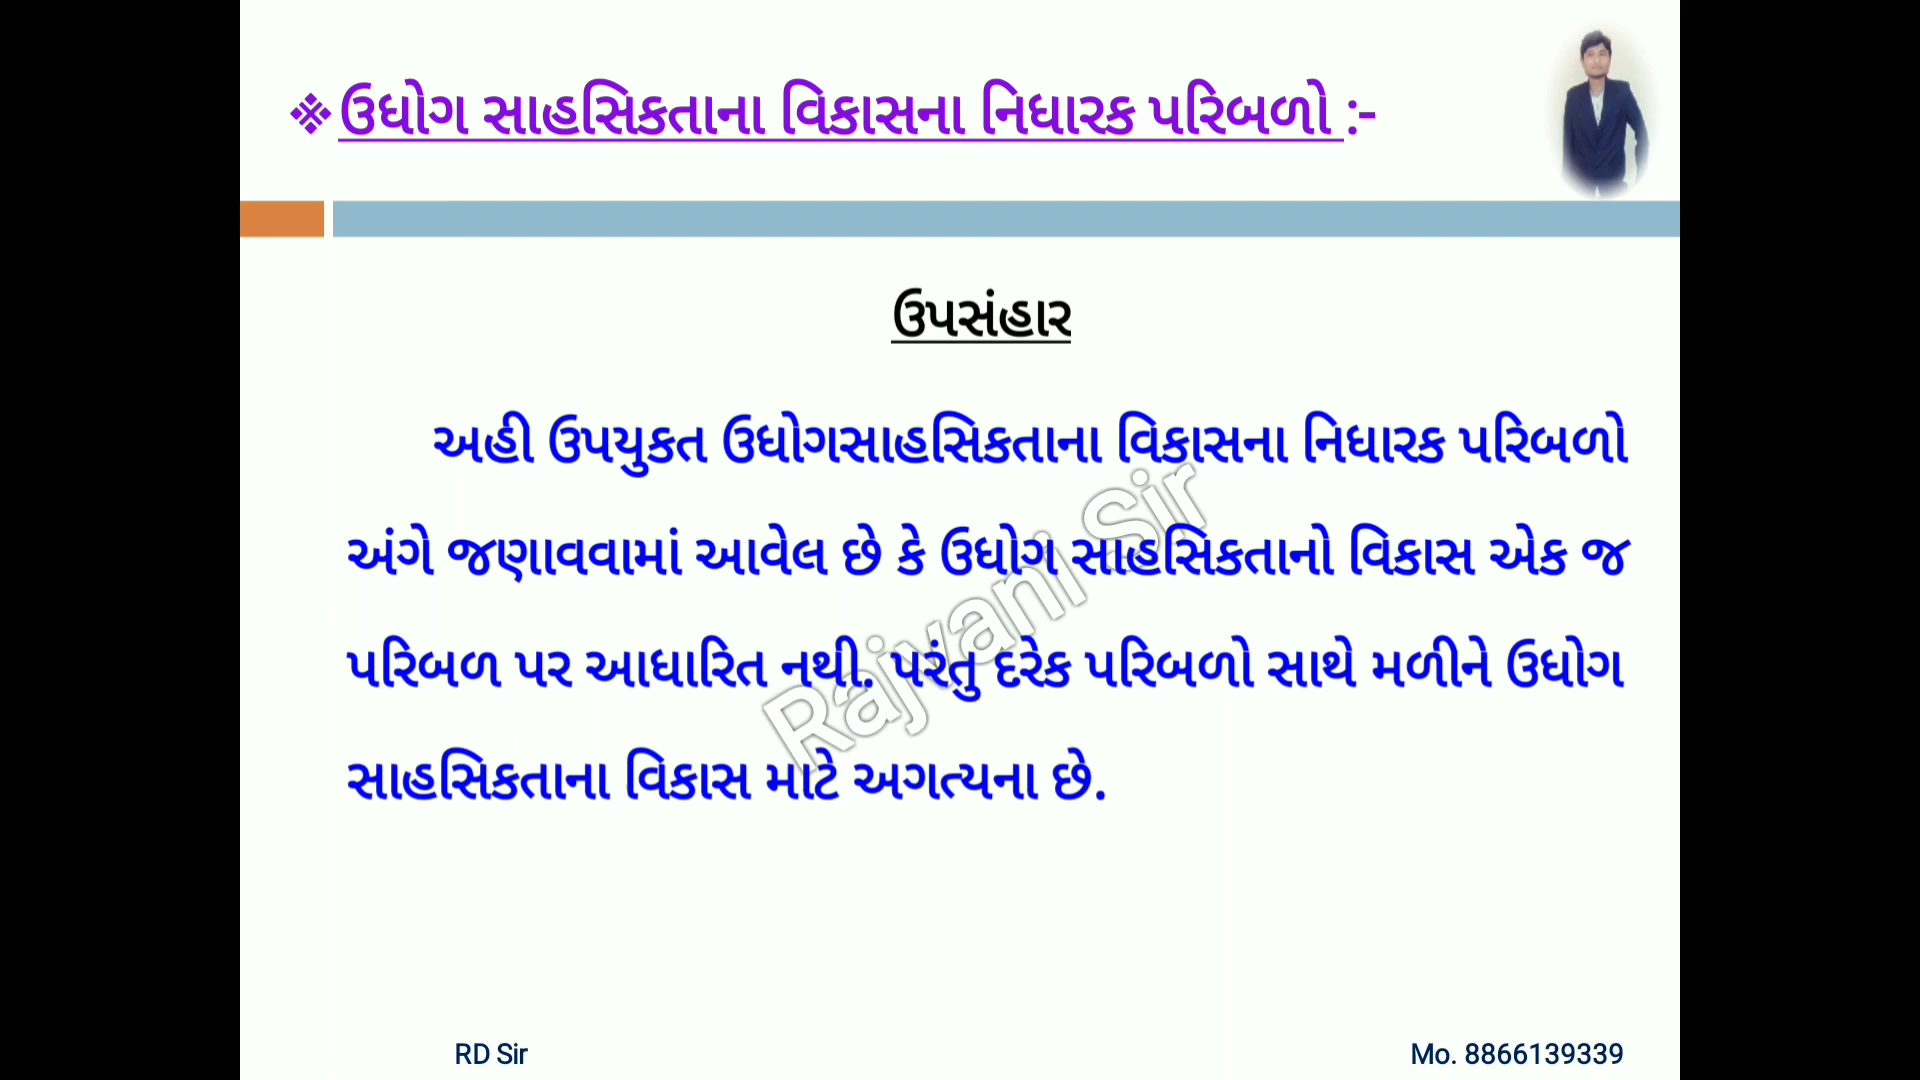 ❖ ઉધોગ સાહસિકતાના વિકાસના નિધારક પરિબળો :-
ઉપસંહાર
અહી ઉપયુકત ઉધોગસાહસિકતાના વિકાસના નિધારક પરિબળો
અંગે જણાવવામાં આવેલ છે કે ઉધોગ સાહસિકતાનો વિકાસ એક જ
પરિબળ પર આધારિત નથી. પરંતુ દરેક પરિબળો સાથે મળીને ઉધોગ
સાહસિકતાના વિકાસ માટે અગત્યના છે.
Rajvani Sir
RD Sir
Mo. 8866139339